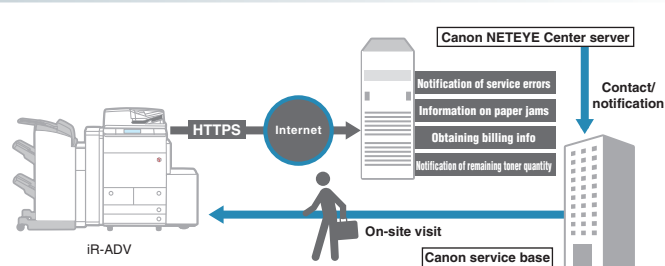 Canon NETEYE Center server
Notification of service errors
Information on paper jams
Obtaining billing info
Notification of remaining toner quantity
Contact/
notification
HTTPS
Internet
On-site visit
iR-ADV
Canon service base